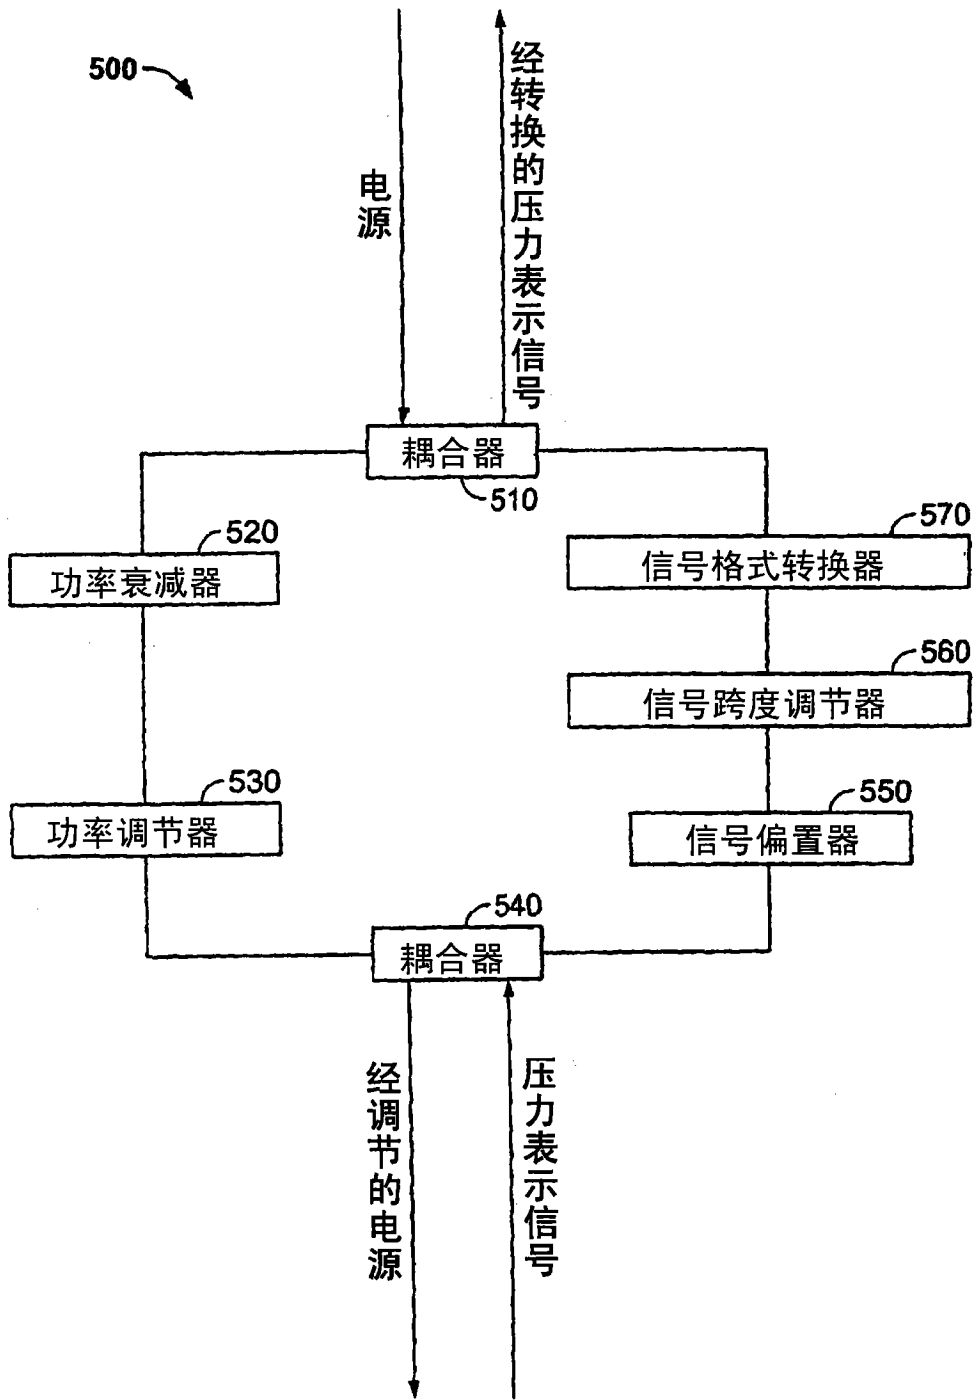 500
电源
经转换的压力表示信号
耦合器
510
520
功率衰减器
570
信号格式转换器
560
信号跨度调节器
530
功率调节器
550
信号偏置器
540
耦合器
经调节的电源
压力表示信号